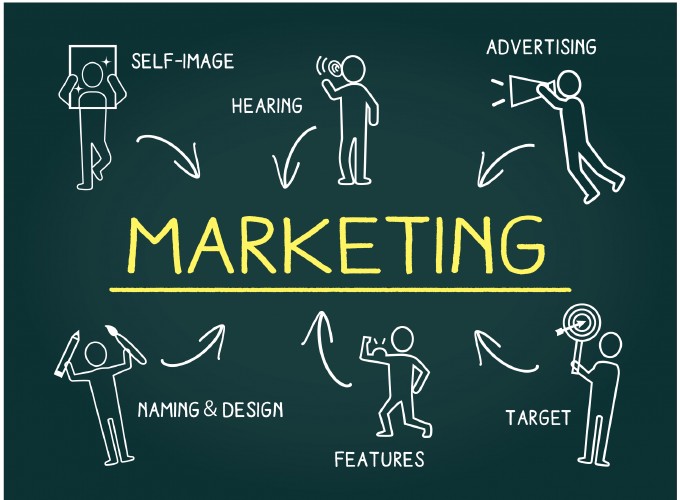 SELF-IMAGE
HEARING
ADVERTISING
MARKETING
NAMING & DESIGN
FEATURES
TARGET